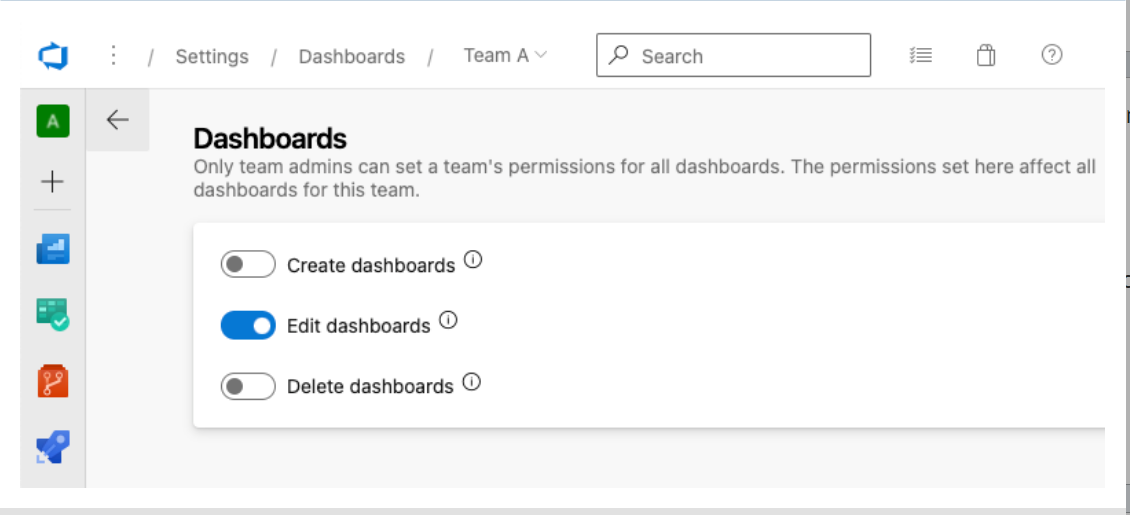 / Settings / Dashboards / Team A Search
A
Dashboards
Only team admins can set a team's permissions for all dashboards. The permissions set here affect all
dashboards for this team.
Create dashboards
Edit dashboards
Delete dashboards